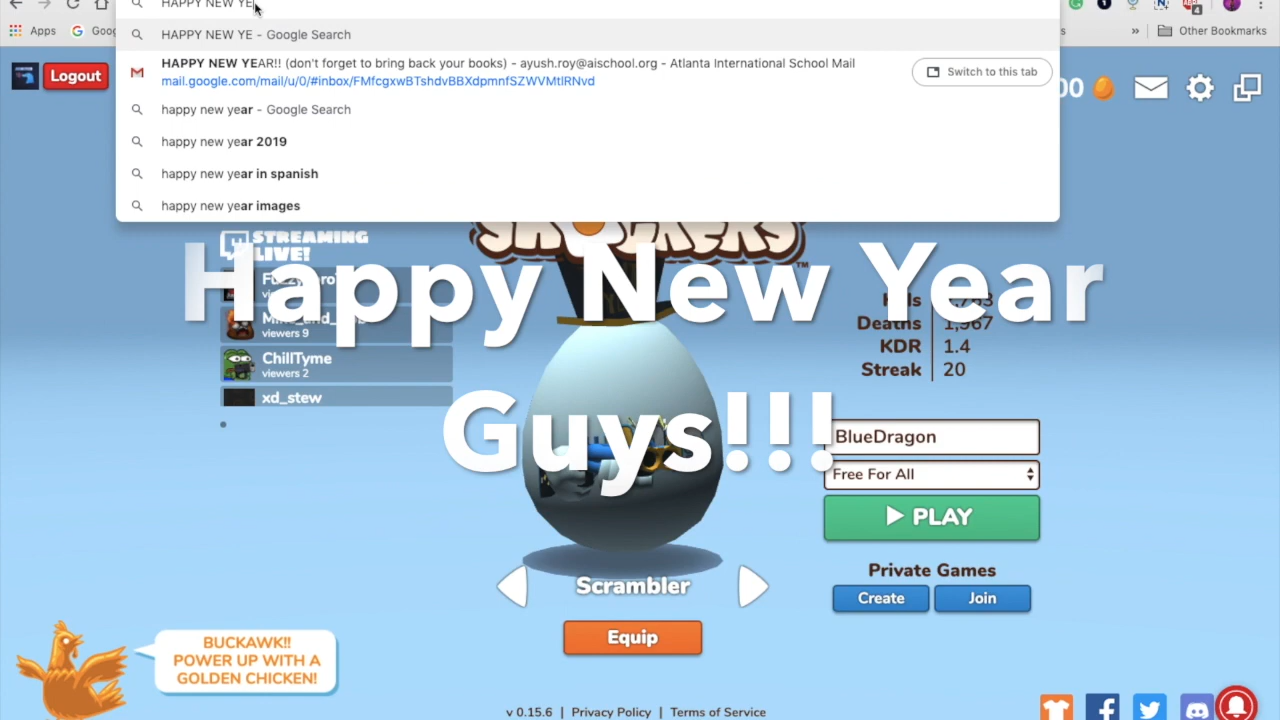 HAPPY NEW YE
Apps
Other Bookmarks
HAPPY NEW YE - Google Search
HAPPY NEW YEAR!! (don't forget to bring back your books) - ayush.roy@aischool.org - Atlanta International School Mail
mail.google.com/mail/u/0/#inbox/FMfcgxwBTshdvBBXdpmnfSZWVMtlRNvd
Switch to this tab
happy new year - Google Search
happy new year 2019
happy new year in spanish
happy new year images
Logout
STREAMING
LIVE!
Happy New Year
Guys!!!
viewers 9
ChillTyme
viewers 2
xd_stew
Deaths 1,967
KDR 1.4
Streak 20
BlueDragon
Free For All
PLAY
Private Games
Create Join
Scrambler
Equip
BUCKAWK!!
POWER UP WITH A
GOLDEN CHICKEN!
v 0.15.6 | Privacy Policy | Terms of Service